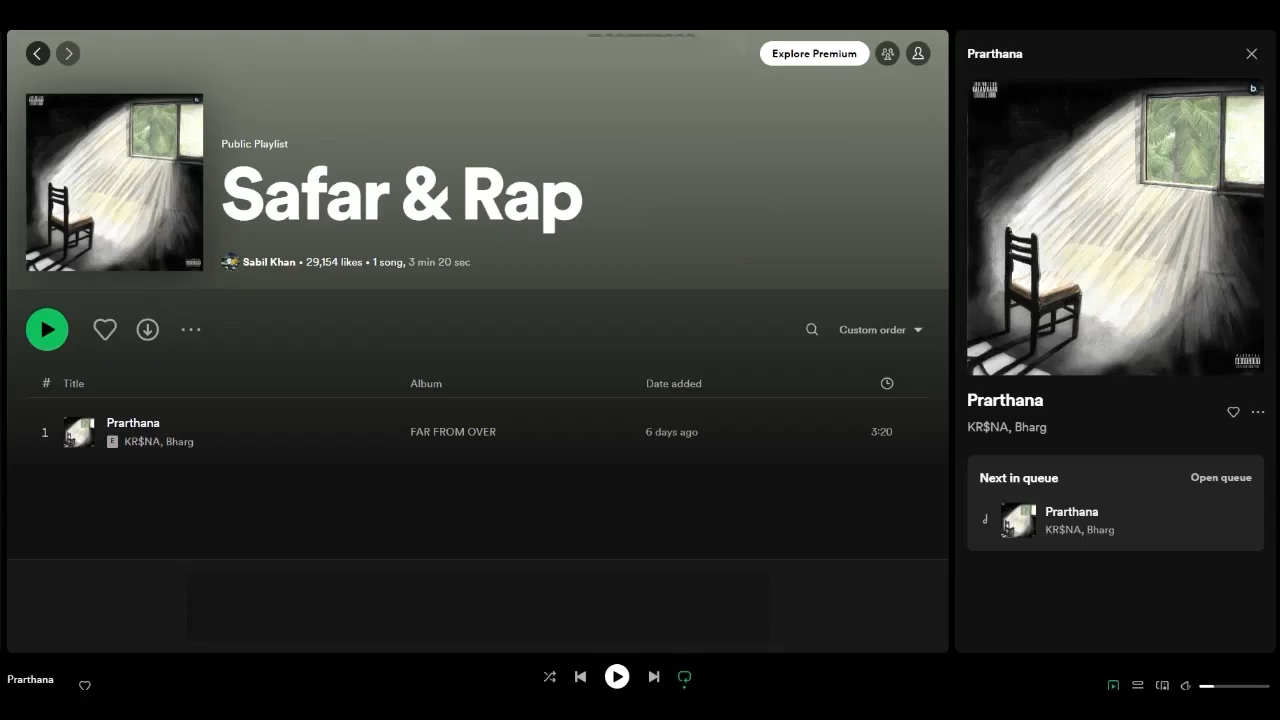 Explore Premium
Public Playlist
Safar & Rap
Sabil Khan • 29,154 likes • 1 song, 3 min 20 sec
Custom order
# Title Album Date added
1 Prarthana FAR FROM OVER 6 days ago 3:20
E KR$NA, Bharg
Prarthana
Prarthana
KR$NA, Bharg
Next in queue Open queue
Prarthana
KR$NA, Bharg
Prarthana